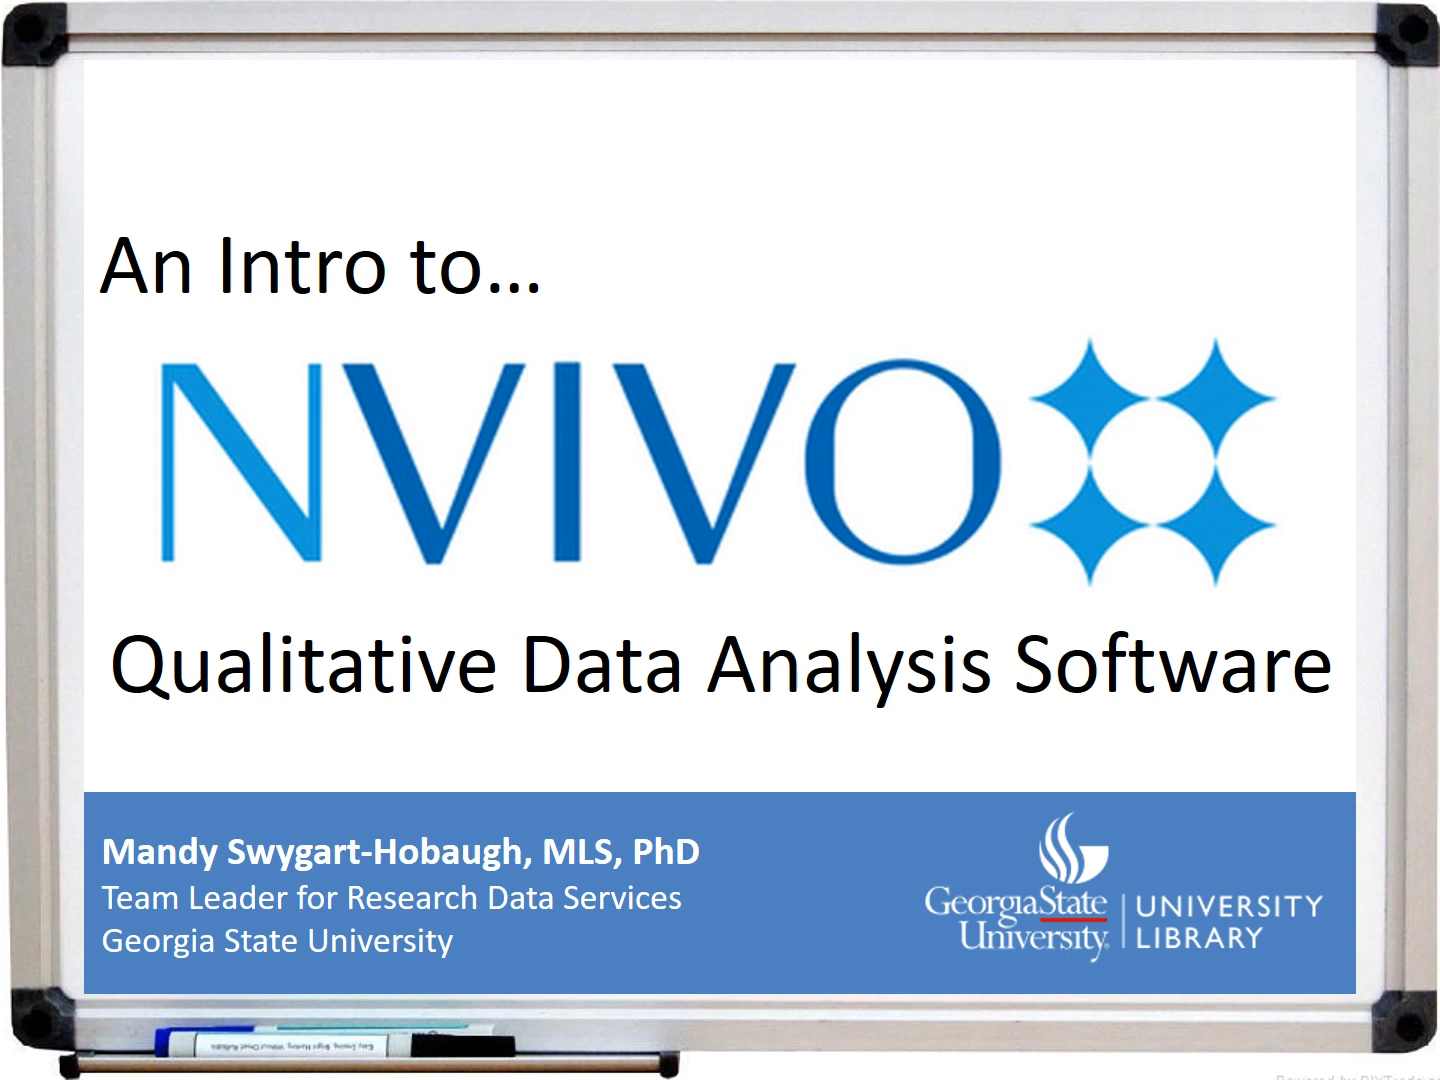 An Intro to…
NVIVO
Qualitative Data Analysis Software
Mandy Swygart-Hobaugh, MLS, PhD
Team Leader for Research Data Services
Georgia State University
GeorgiaState
University
UNIVERSITY
LIBRARY